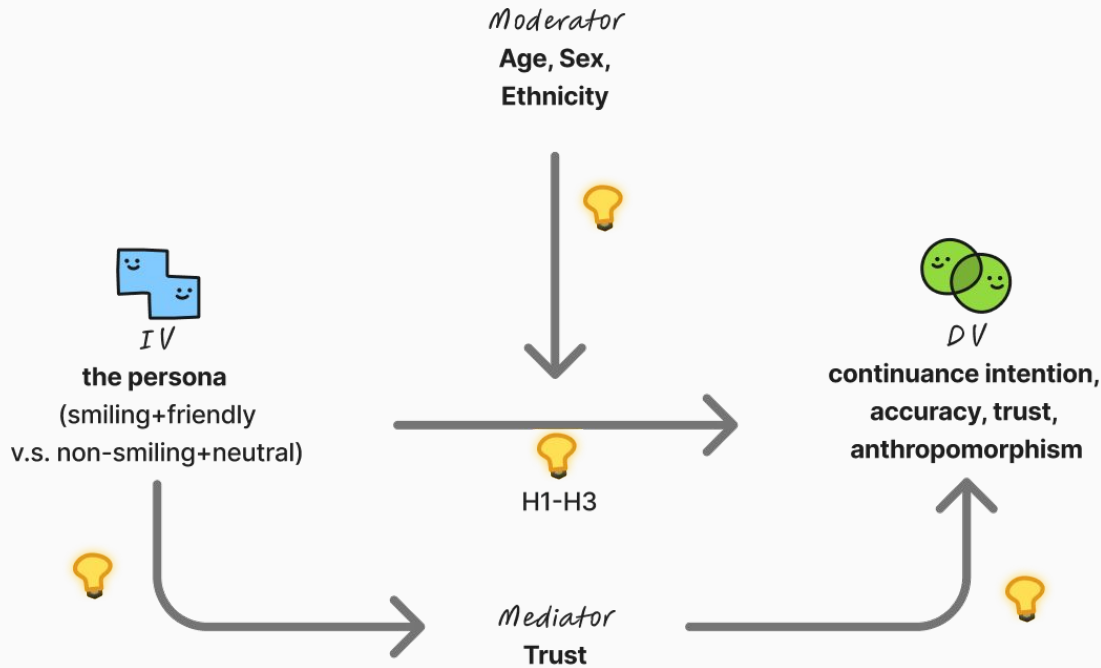 Moderator
Age, Sex,
Ethnicity
IV
the persona
(smiling+friendly
v.s. non-smiling+neutral)
H1-H3
DV
continuance intention,
accuracy, trust,
anthropomorphism
Mediator
Trust